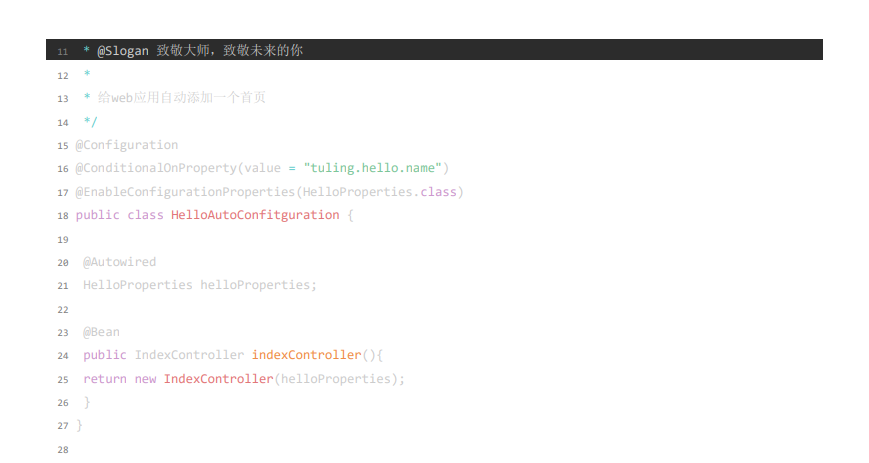 11 * @Slogan 致敬大师，致敬未来的你
12 *
13 * 给web应用自动添加一个首页
14 */
15 @Configuration
16 @ConditionalOnProperty(value = "tuling.hello.name")
17 @EnableConfigurationProperties(HelloProperties.class)
18 public class HelloAutoConfitguration {
19
20 @Autowired
21 HelloProperties helloProperties;
22
23 @Bean
24 public IndexController indexController(){
25 return new IndexController(helloProperties);
26 }
27 }
28